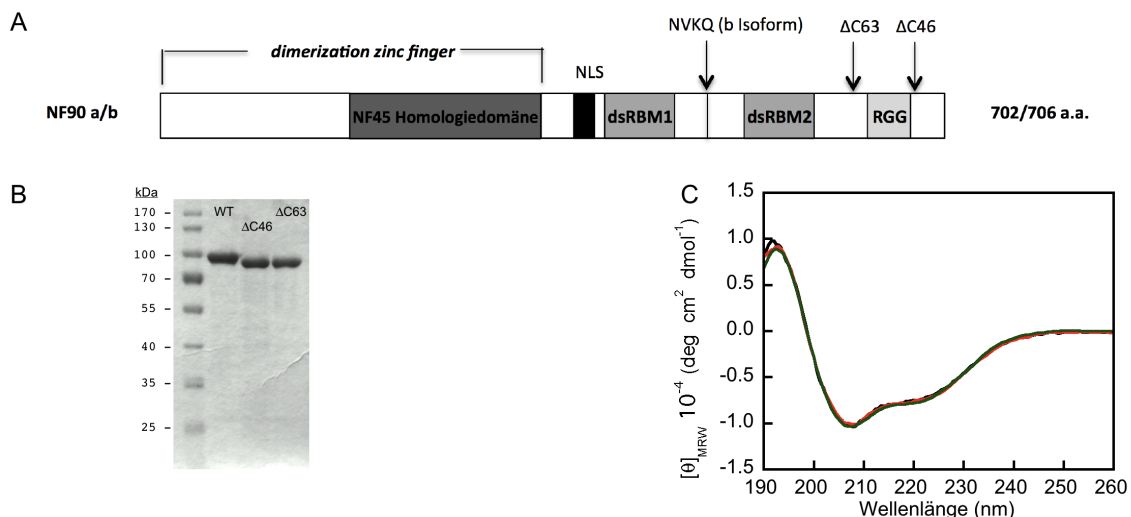 A
NVKQ (b Isoform)
ΔC63
ΔC46
dimerization zinc finger
NLS
NF90 a/b
NF45 Homologiedomäne
dsRBM1
dsRBM2
RGG
702/706 a.a.
B
kDa
170
130
100
70
55
40
35
25
WT
ΔC46
ΔC63
C
1.5
1.0
0.5
0.0
-0.5
-1.0
-1.5
[θ]MRW 10-4 (deg cm2 dmol-1)
190 200 210 220 230 240 250 260
Wellenlänge (nm)